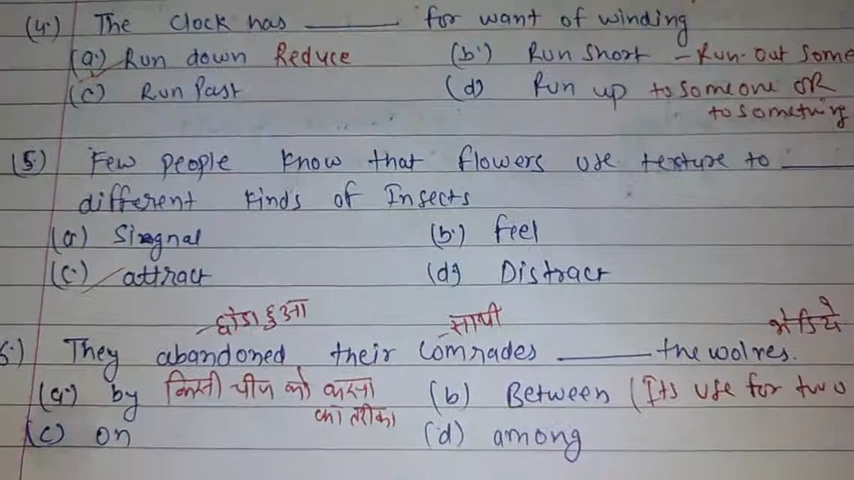 (4.) The clock has ______ for want of winding
(a.) Run down Reduce (b.) Run short - Run out some
(c) Run Past (d) Run up to someone OR
to something
(5.) Few people know that flowers use texture to ______
different kinds of Insects
(a) Signal (b.) feel
(c.) attract (d) Distract
छोडा हुआ साथी भेडिये
6.) They abandoned their Comrades ______ the wolves.
(a.) by किसी चीज को करना (b) Between (Its use for two
का तरीका
(c) on (d) among